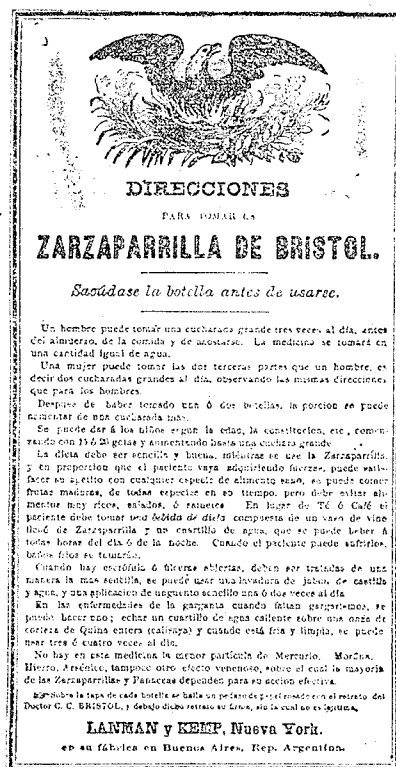 DIRECCIONES
PARA TOMAR LA
ZARZAPARRILLA DE BRISTOL.
Sacúdase la botella antes de usarse.
Un hombre puede tomar una cucharada grande tres veces al día, antes
del almuerzo, de la comida y de acostarse. La medicina se tomará en
una cantidad igual de agua.
Una mujer puede tomar las dos terceras partes que un hombre, es
decir dos cucharadas grandes al día, observando las mismas direcciones
que para los hombres.
Despues de haber tomado una ó dos botellas, la porcion se puede
aumentar de una cucharada mas.
Se puede dar á los niños segun la edad, la constitucion, etc., comen-
zando con 15 á 20 gotas y aumentando hasta una cuchara grande
La dieta debe ser sencilla y buena, mientras se use la Zarzaparrilla,
y en proporcion que el paciente vaya adquiriendo fuerzas, puede satis-
facer su apetito con cualquier especie de alimento sano, se puede comer
frutas maduras, de todas especies en su tiempo, pero debe evitar ali-
mentos muy ricos, salados, ó En lugar de Té ó Café el
paciente debe tomar una bebida de dieta compuesta de un vaso de vino
lleno de Zarzaparrilla y un cuartillo de agua, que se puede beber á
todas horas del dia ó de la noche. Cuando el paciente puede sufrirlos,
baños frios se tomarán.
Cuando hay escrófula ó úlceras abiertas, deben ser tratadas de una
manera la mas sencilla, se puede usar una lavadura de jabon de castilla
y agua, y una aplicacion de unguento sencillo una ó dos veces al dia
En las enfermedades de la garganta cuando faltan gargarismos, se
puede hacer uno; echar un cuartillo de agua caliente sobre una onza de
corteza de Quina entera (calisaya) y cuando está fria y limpia, se puede
usar tres ó cuatro veces al dia.
No hay en esta medicina la menor partícula de Mercurio, Morfina,
Hierro, Arsénico, tampoco otro efecto venenoso, sobre el cual la mayoria
de las Zarzaparrillas y Panaceas dependen para su accion efectiva.
Sobre la tapa de cada botella se halla un pedazo de papel rosado con el retrato del
Doctor C. C. BRISTOL, y debajo dicho retrato su firma, sin la cual no es lejitima.
LANMAN y KEMP, Nueva York.
en su fábrica en Buenos Aires, Rep. Argentina.